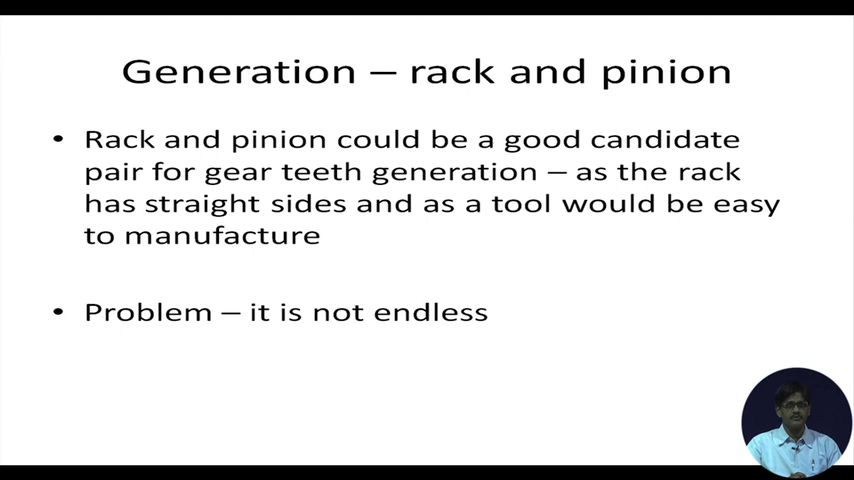 Generation – rack and pinion
• Rack and pinion could be a good candidate
pair for gear teeth generation – as the rack
has straight sides and as a tool would be easy
to manufacture
• Problem – it is not endless